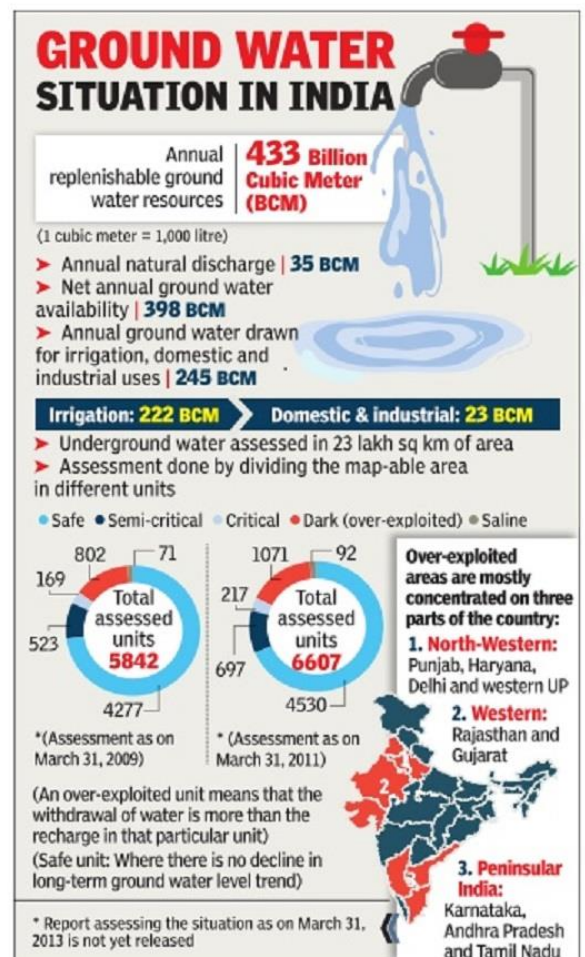 GROUND WATER
SITUATION IN INDIA
Annual
replenishable ground
water resources
433 Billion
Cubic Meter
(BCM)
(1 cubic meter = 1,000 litre)
➤ Annual natural discharge | 35 BCM
➤ Net annual ground water
availability | 398 BCM
➤ Annual ground water drawn
for irrigation, domestic and
industrial uses | 245 BCM
Irrigation: 222 BCM
Domestic & industrial: 23 BCM
➤ Underground water assessed in 23 lakh sq km of area
➤ Assessment done by dividing the map-able area
in different units
Safe Semi-critical Critical Dark (over-exploited) Saline
802
71
169
523
4277
Total
assessed
units
5842
*(Assessment as on
March 31, 2009)
1071
92
217
697
4530
Total
assessed
units
6607
* (Assessment as on
March 31, 2011)
(An over-exploited unit means that the
withdrawal of water is more than the
recharge in that particular unit)
(Safe unit: Where there is no decline in
long-term ground water level trend)
* Report assessing the situation as on March 31,
2013 is not yet released
Over-exploited
areas are mostly
concentrated on three
parts of the country:
1. North-Western:
Punjab, Haryana,
Delhi and western UP
2. Western:
Rajasthan and
Gujarat
1
2
3
3. Peninsular
India:
Karnataka,
Andhra Pradesh
and Tamil Nadu